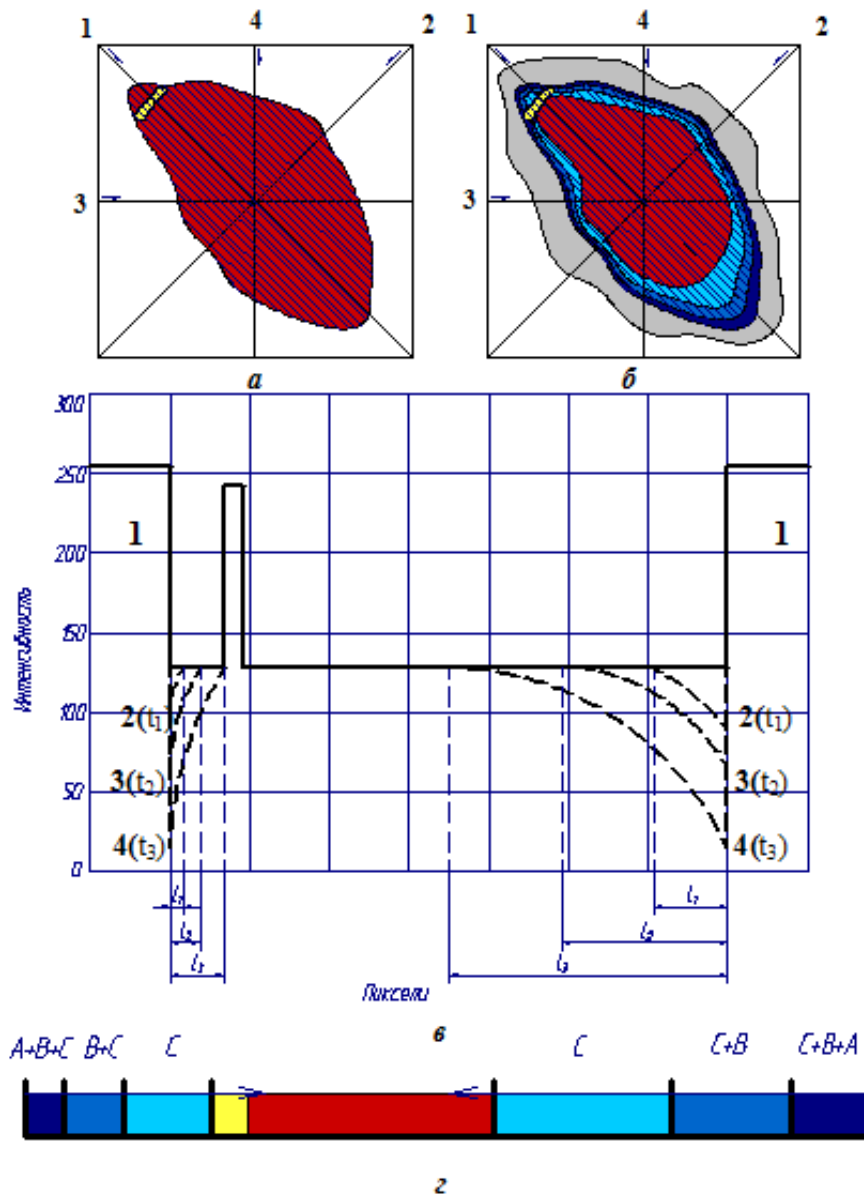 1 4 2 1 4 2
3 3
а б
300
250
200
150
100
50
0
Интенсивность
1 1
2(t₁) 2(t₁)
3(t₂) 3(t₂)
4(t₃) 4(t₃)
l₁ l₁
l₂ l₂
l₃ l₃
Пиксели
в
A+B+C B+C C C C+B C+B+A
г